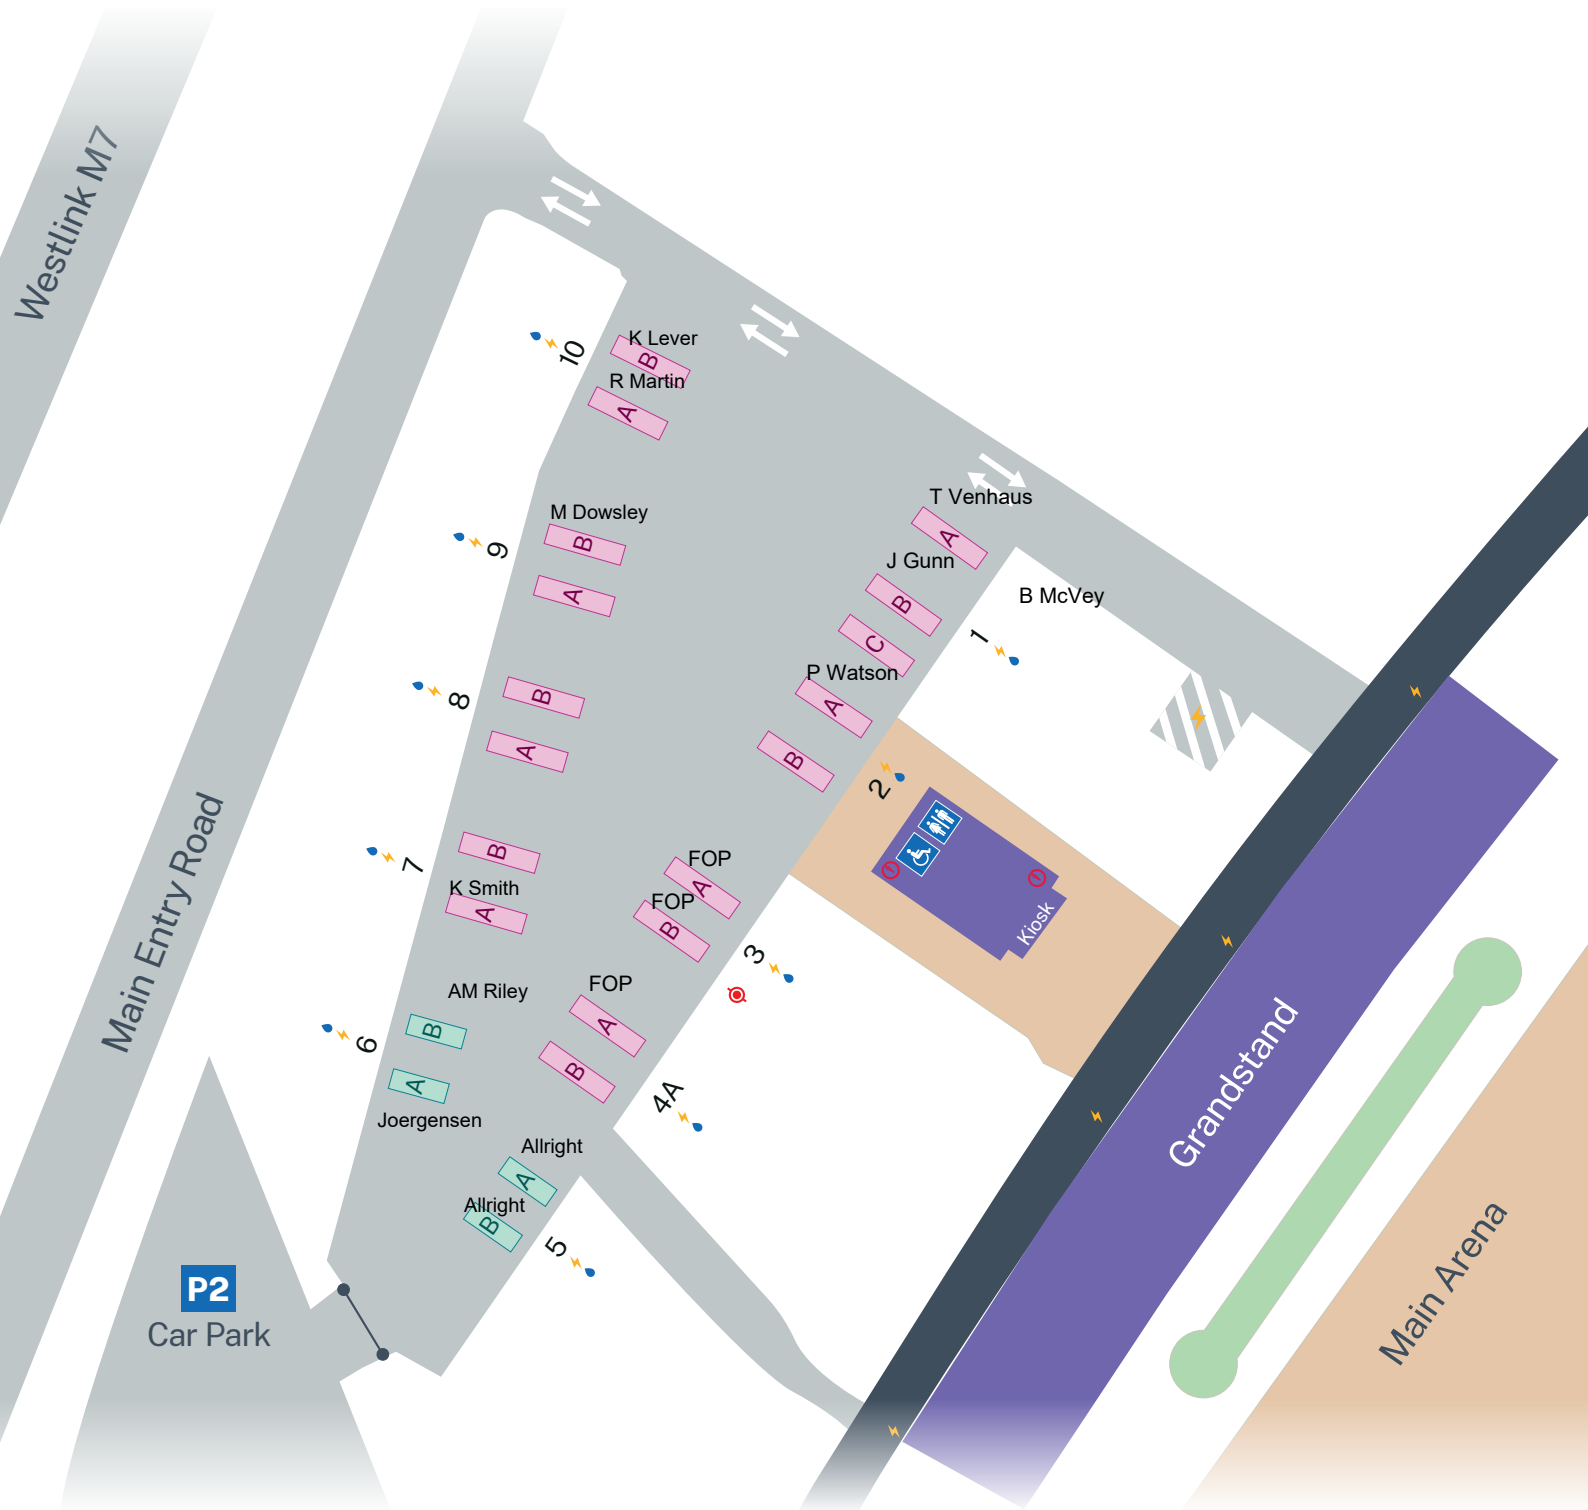 Westlink M7
10
K Lever
B
R Martin
A
9
M Dowsley
B
A
T Venhaus
A
J Gunn
B
C
B McVey
1
P Watson
A
B
2
8
B
A
7
B
K Smith
A
FOP
A
FOP
B
3
Kiosk
Main Entry Road
AM Riley
6
B
A
Joergensen
FOP
A
B
4A
Allright
A
Allright
B
5
Grandstand
Main Arena
P2
Car Park